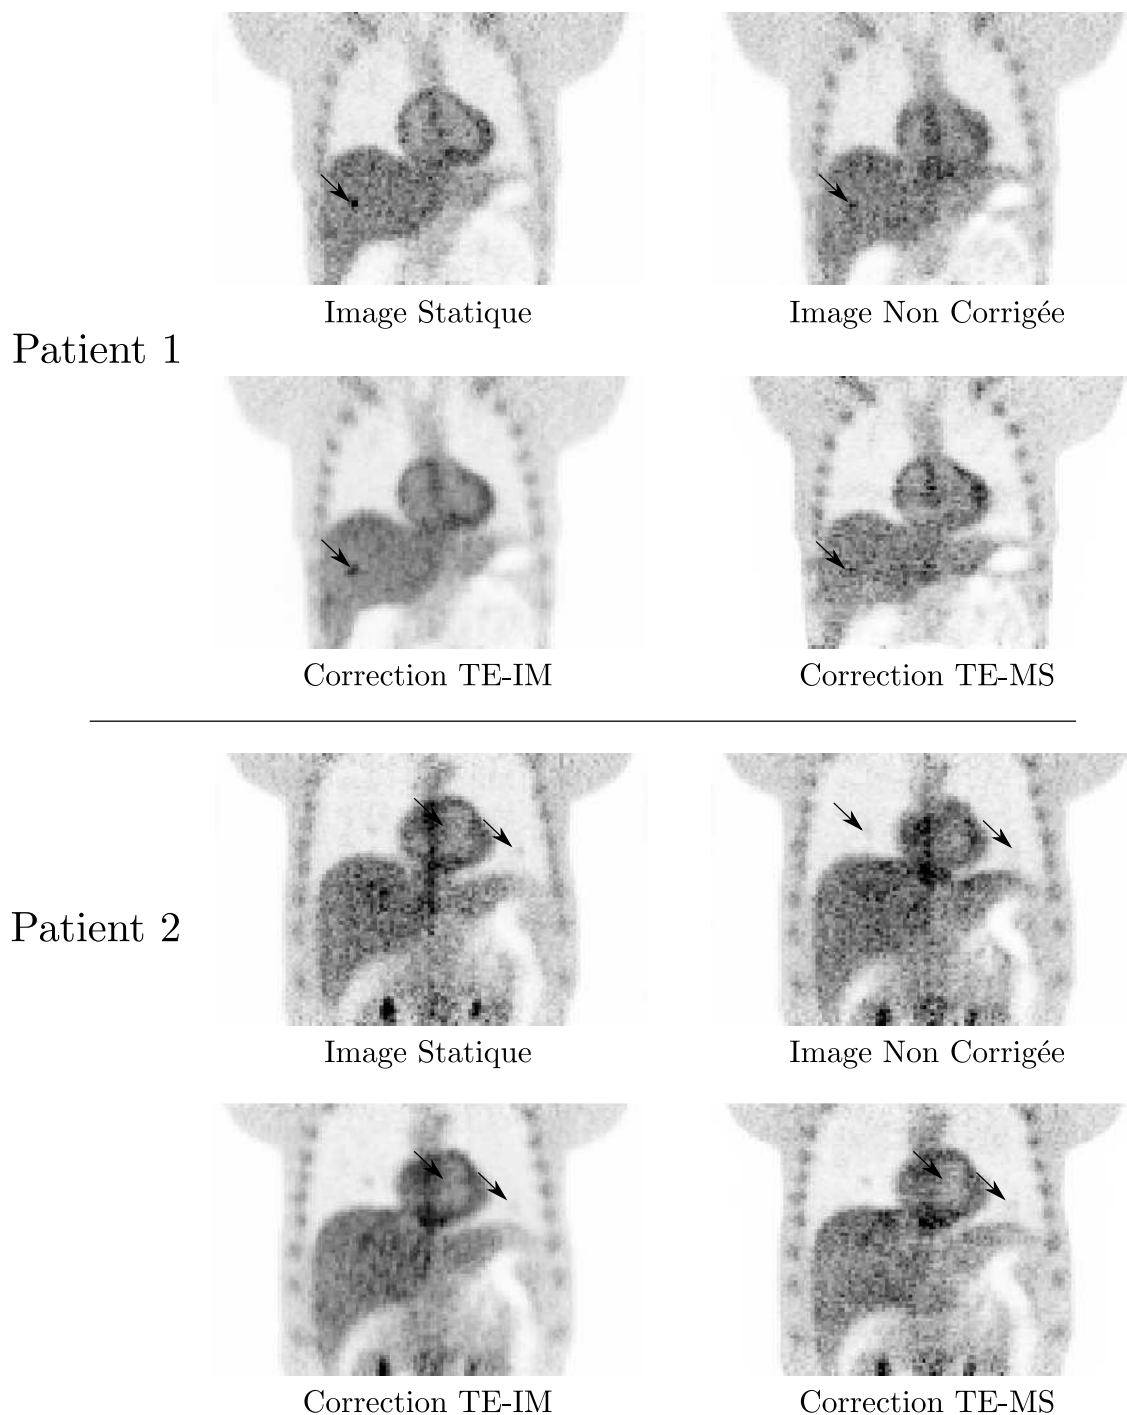 Image Statique
Image Non Corrigée
Patient 1
Correction TE-IM
Correction TE-MS
Patient 2
Image Statique
Image Non Corrigée
Correction TE-IM
Correction TE-MS